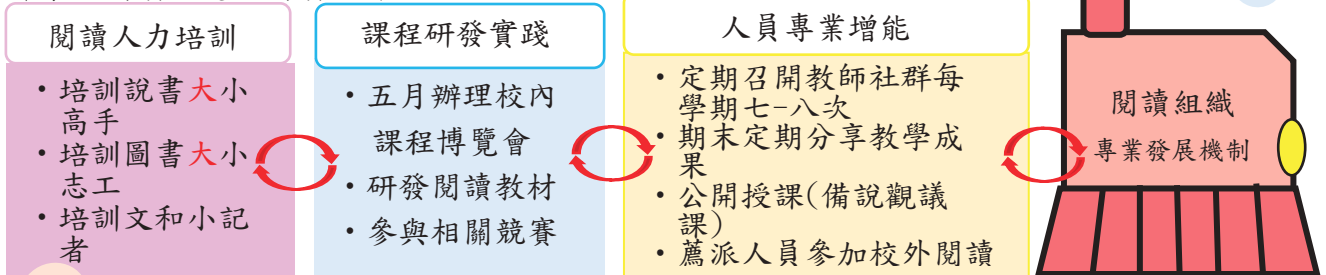 閱讀人力培訓
• 培訓說書大小
高手
• 培訓圖書大小
志工
• 培訓文和小記
者
課程研發實踐
• 五月辦理校內
課程博覽會
• 研發閱讀教材
• 參與相關競賽
人員專業增能
• 定期召開教師社群每
學期七-八次
• 期末定期分享教學成
果
• 公開授課(備說觀議
課)
• 薦派人員參加校外閱讀
閱讀組織
專業發展機制